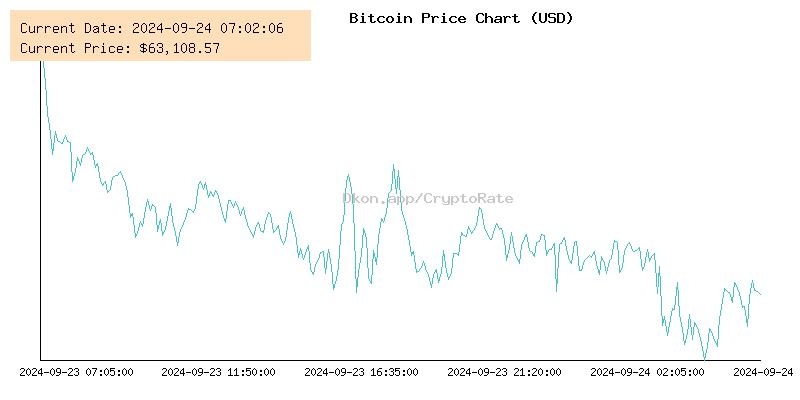 Bitcoin Price Chart (USD)
Current Date: 2024-09-24 07:02:06
Current Price: $63,108.57
Dkon.app/CryptoRate
2024-09-23 07:05:00 2024-09-23 11:50:00 2024-09-23 16:35:00 2024-09-23 21:20:00 2024-09-24 02:05:00 2024-09-24